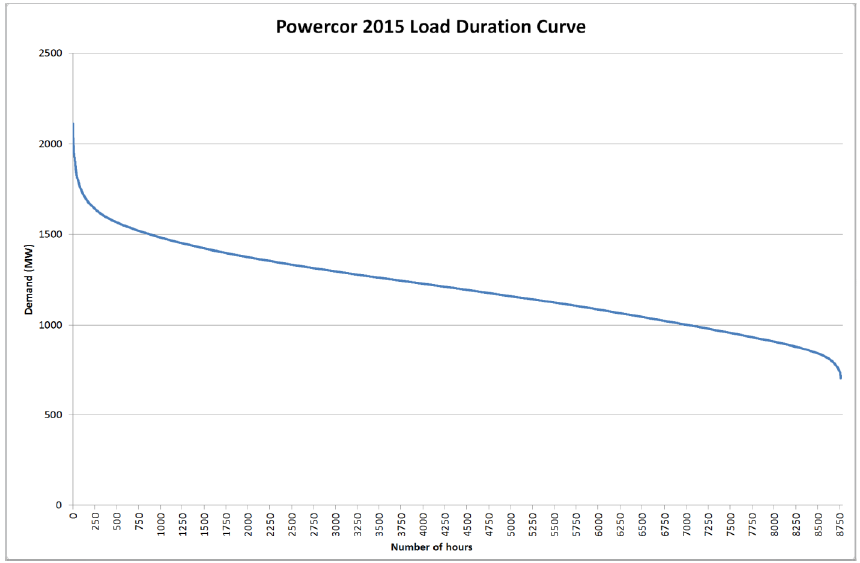 Powercor 2015 Load Duration Curve
2500
2000
1500
1000
500
0
Demand (MW)
0 250 500 750 1000 1250 1500 1750 2000 2250 2500 2750 3000 3250 3500 3750 4000 4250 4500 4750 5000 5250 5500 5750 6000 6250 6500 6750 7000 7250 7500 7750 8000 8250 8500 8750
Number of hours